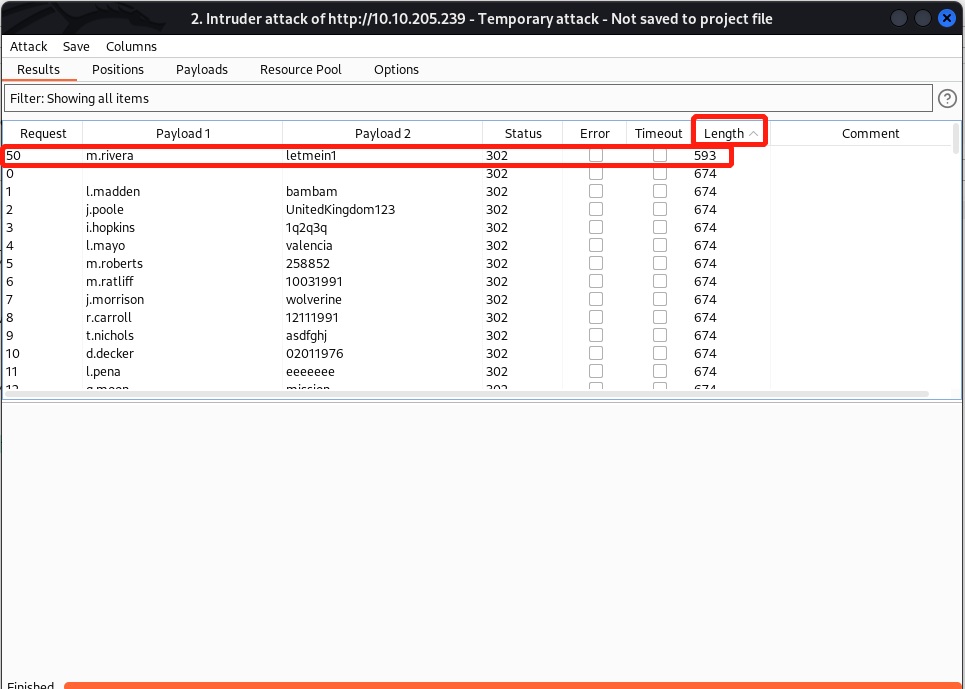 2. Intruder attack of http://10.10.205.239 - Temporary attack - Not saved to project file
Attack Save Columns
Results Positions Payloads Resource Pool Options
Filter: Showing all items
Request Payload 1 Payload 2 Status Error Timeout Length Comment
50 m.rivera letmein1 302 593
0 302 674
1 l.madden bambam 302 674
2 j.poole UnitedKingdom123 302 674
3 i.hopkins 1q2q3q 302 674
4 l.mayo valencia 302 674
5 m.roberts 258852 302 674
6 m.ratliff 10031991 302 674
7 j.morrison wolverine 302 674
8 r.carroll 12111991 302 674
9 t.nichols asdfghj 302 674
10 d.decker 02011976 302 674
11 l.pena eeeeeee 302 674
12 mission 302 674
Finished